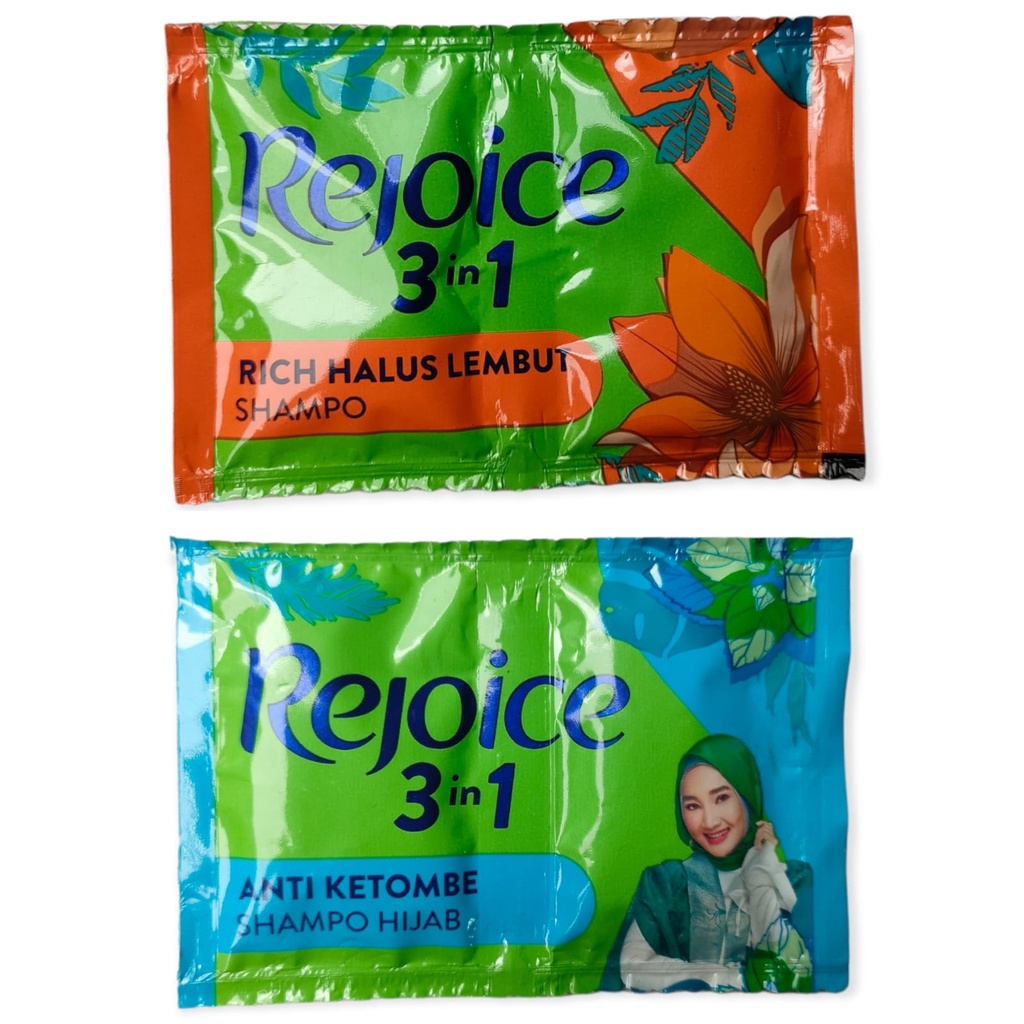 Rejoice
3 in 1
RICH HALUS LEMBUT
SHAMPO
Rejoice
3 in 1
ANTI KETOMBE
SHAMPO HIJAB